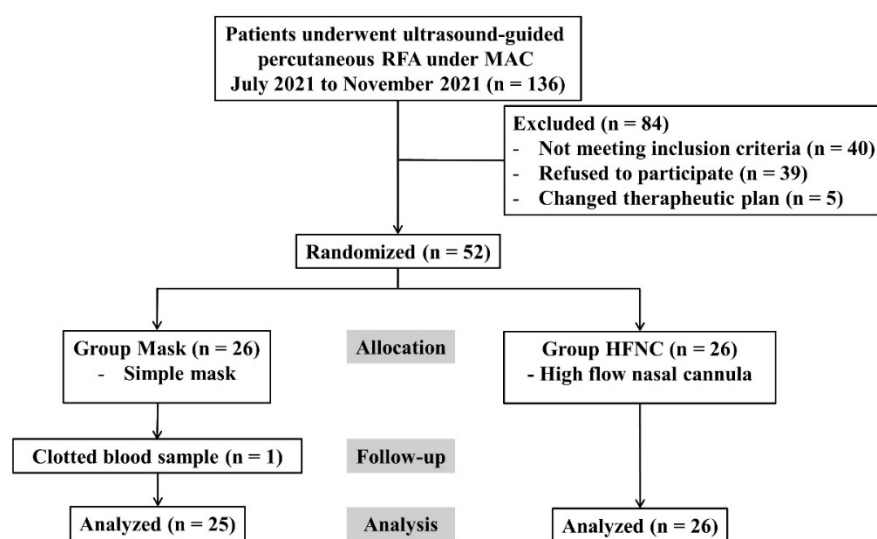 Patients underwent ultrasound-guided
percutaneous RFA under MAC
July 2021 to November 2021 (n = 136)
Excluded (n = 84)
- Not meeting inclusion criteria (n = 40)
- Refused to participate (n = 39)
- Changed therapheutic plan (n = 5)
Randomized (n = 52)
Group Mask (n = 26)
- Simple mask
Allocation
Group HFNC (n = 26)
- High flow nasal cannula
Clotted blood sample (n = 1)
Follow-up
Analyzed (n = 25)
Analysis
Analyzed (n = 26)